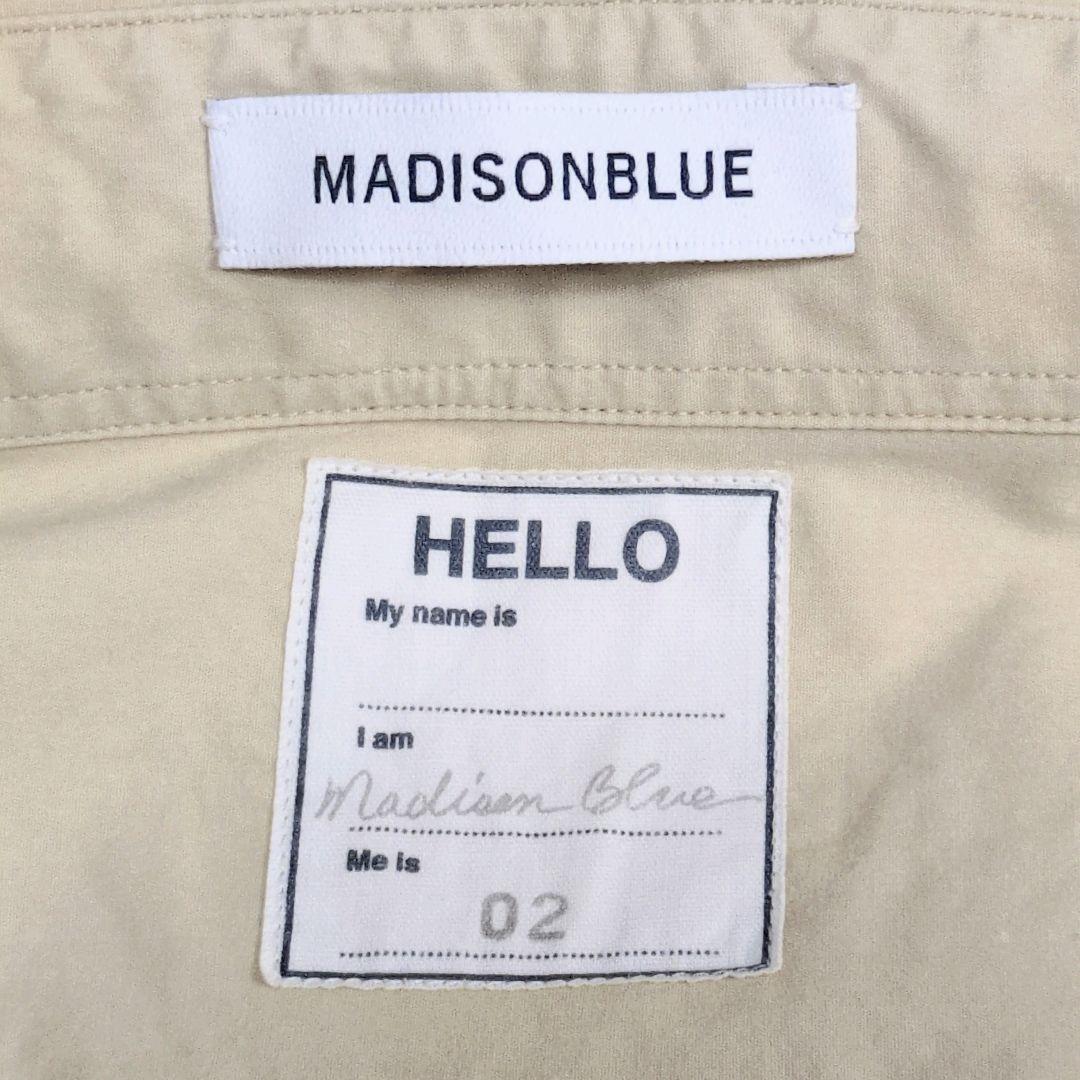 MADISONBLUE
HELLO
My name is
I am
Madison Blue
Me is
02